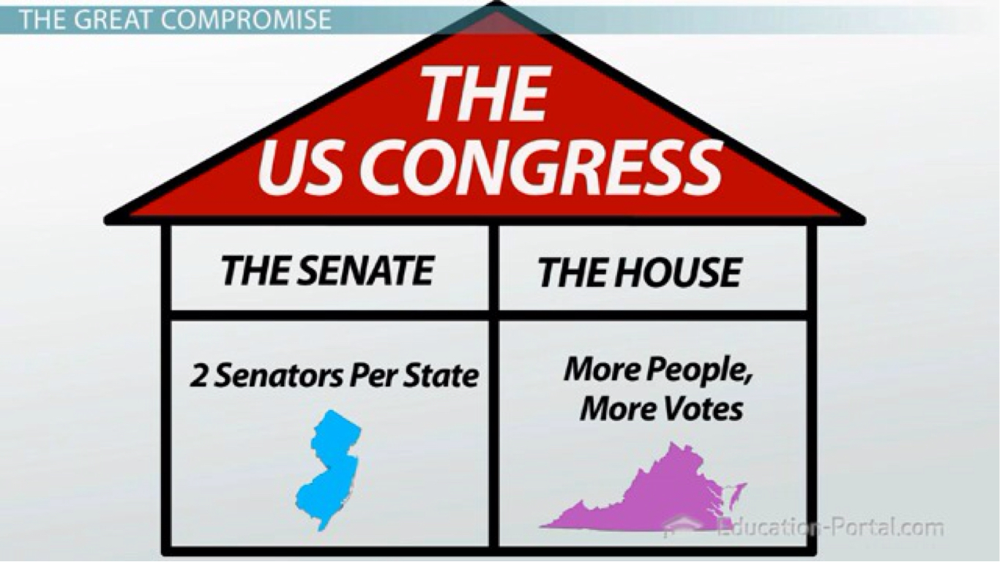 THE GREAT COMPROMISE
THE
US CONGRESS
THE SENATE
THE HOUSE
2 Senators Per State
More People,
More Votes
Education-Portal.com